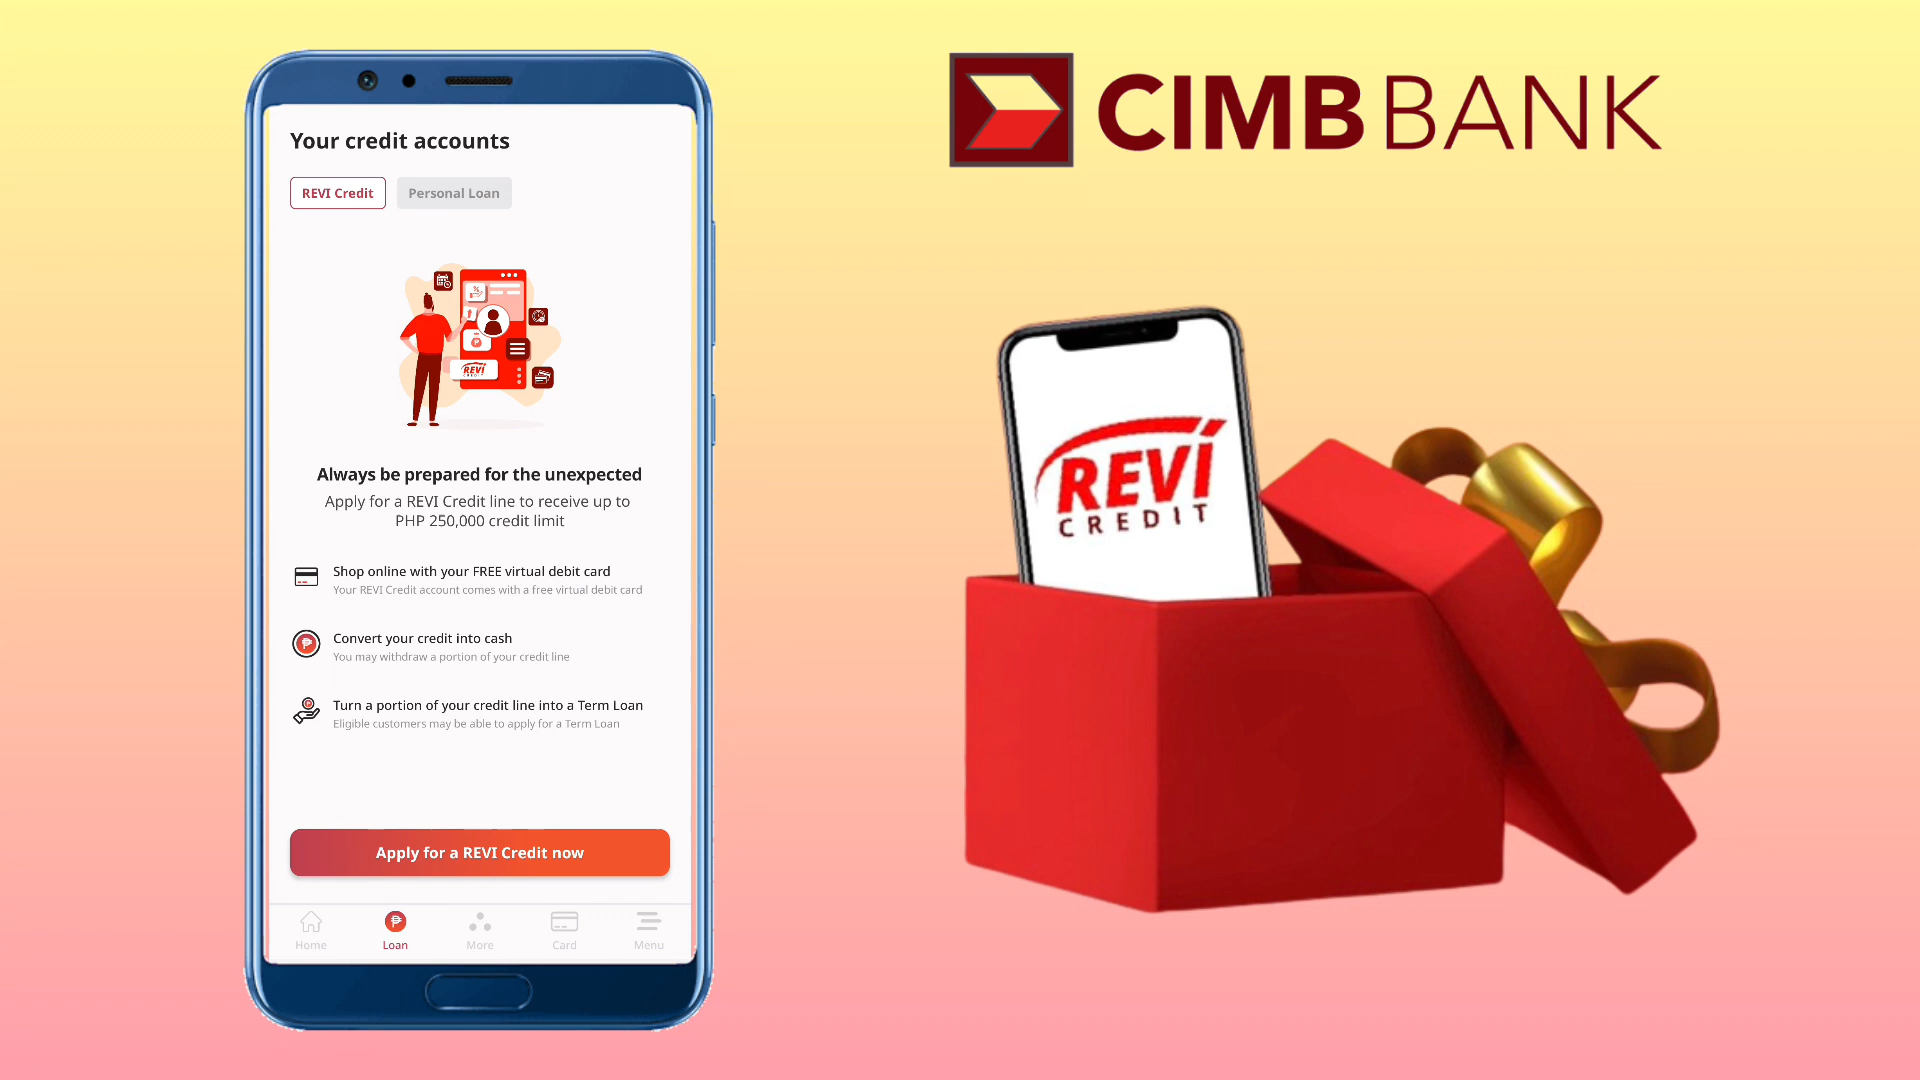 Your credit accounts
REVI Credit
Personal Loan
REVI
CREDIT
Always be prepared for the unexpected
Apply for a REVI Credit line to receive up to
PHP 250,000 credit limit
Shop online with your FREE virtual debit card
Your REVI Credit account comes with a free virtual debit card
Convert your credit into cash
You may withdraw a portion of your credit line
Turn a portion of your credit line into a Term Loan
Eligible customers may be able to apply for a Term Loan
Apply for a REVI Credit now
Home
Loan
More
Card
Menu
CIMB BANK
REVÍ
CREDIT